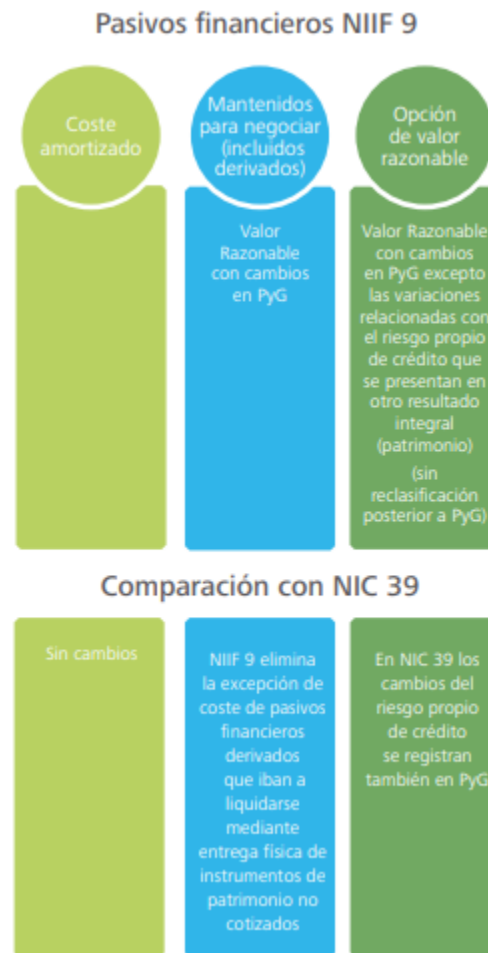 Pasivos financieros NIIF 9
Coste
amortizado
Mantenidos
para negociar
(incluidos
derivados)
Valor
Razonable
con cambios
en PyG
Opción
de valor
razonable
Valor Razonable
con cambios
en PyG excepto
las variaciones
relacionadas con
el riesgo propio
de crédito que
se presentan en
otro resultado
integral
(patrimonio)
(sin
reclasificación
posterior a PyG)
Comparación con NIC 39
Sin cambios
NIIF 9 elimina
la excepción de
coste de pasivos
financieros
derivados
que iban a
liquidarse
mediante
entrega física de
instrumentos de
patrimonio no
cotizados
En NIC 39 los
cambios del
riesgo propio
de crédito
se registran
también en PyG